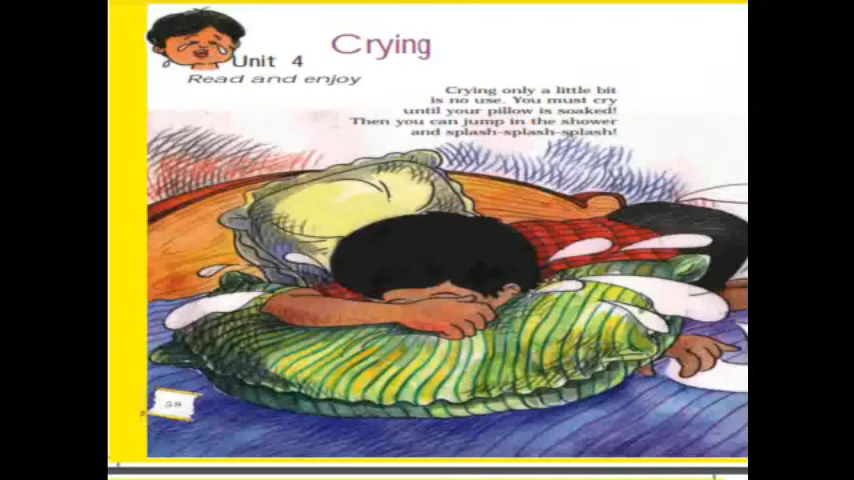 Crying
Unit 4
Read and enjoy
Crying only a little bit
is no use. You must cry
until your pillow is soaked!
Then you can jump in the shower
and splash-splash-splash!
58